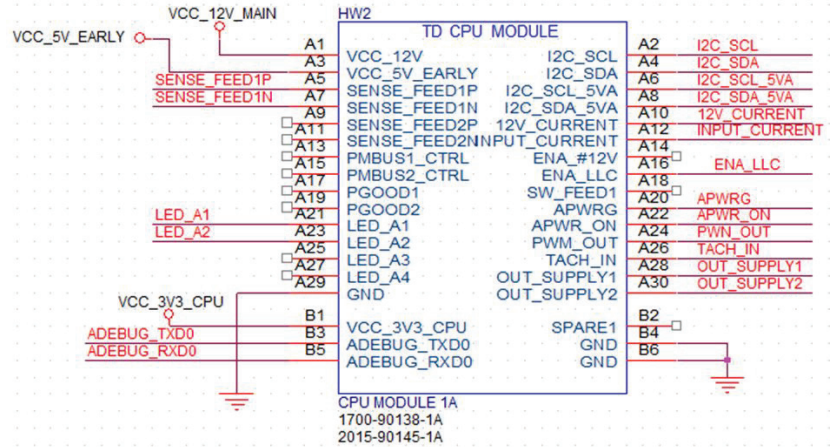 VCC_12V_MAIN
HW2
VCC_5V_EARLY
TD CPU MODULE
A1 VCC_12V I2C_SCL A2 I2C_SCL
A3 VCC_5V_EARLY I2C_SDA A4 I2C_SDA
SENSE_FEED1P A5 SENSE_FEED1P I2C_SCL_5VA A6 I2C_SCL_5VA
SENSE_FEED1N A7 SENSE_FEED1N I2C_SDA_5VA A8 I2C_SDA_5VA
A9 SENSE_FEED2P 12V_CURRENT A10 12V_CURRENT
A11 SENSE_FEED2N INPUT_CURRENT A12 INPUT_CURRENT
A13 PMBUS1_CTRL ENA_#12V A14
A15 PMBUS2_CTRL ENA_LLC A16 ENA_LLC
A17 PGOOD1 SW_FEED1 A18
A19 PGOOD2 APWRG A20 APWRG
LED_A1 A21 LED_A1 APWR_ON A22 APWR_ON
LED_A2 A23 LED_A2 PWM_OUT A24 PWN_OUT
A25 LED_A3 TACH_IN A26 TACH_IN
A27 LED_A4 OUT_SUPPLY1 A28 OUT_SUPPLY1
A29 GND OUT_SUPPLY2 A30 OUT_SUPPLY2
VCC_3V3_CPU
B1 VCC_3V3_CPU SPARE1 B2
ADEBUG_TXD0 B3 ADEBUG_TXD0 GND B4
ADEBUG_RXD0 B5 ADEBUG_RXD0 GND B6
CPU MODULE 1A
1700-90138-1A
2015-90145-1A